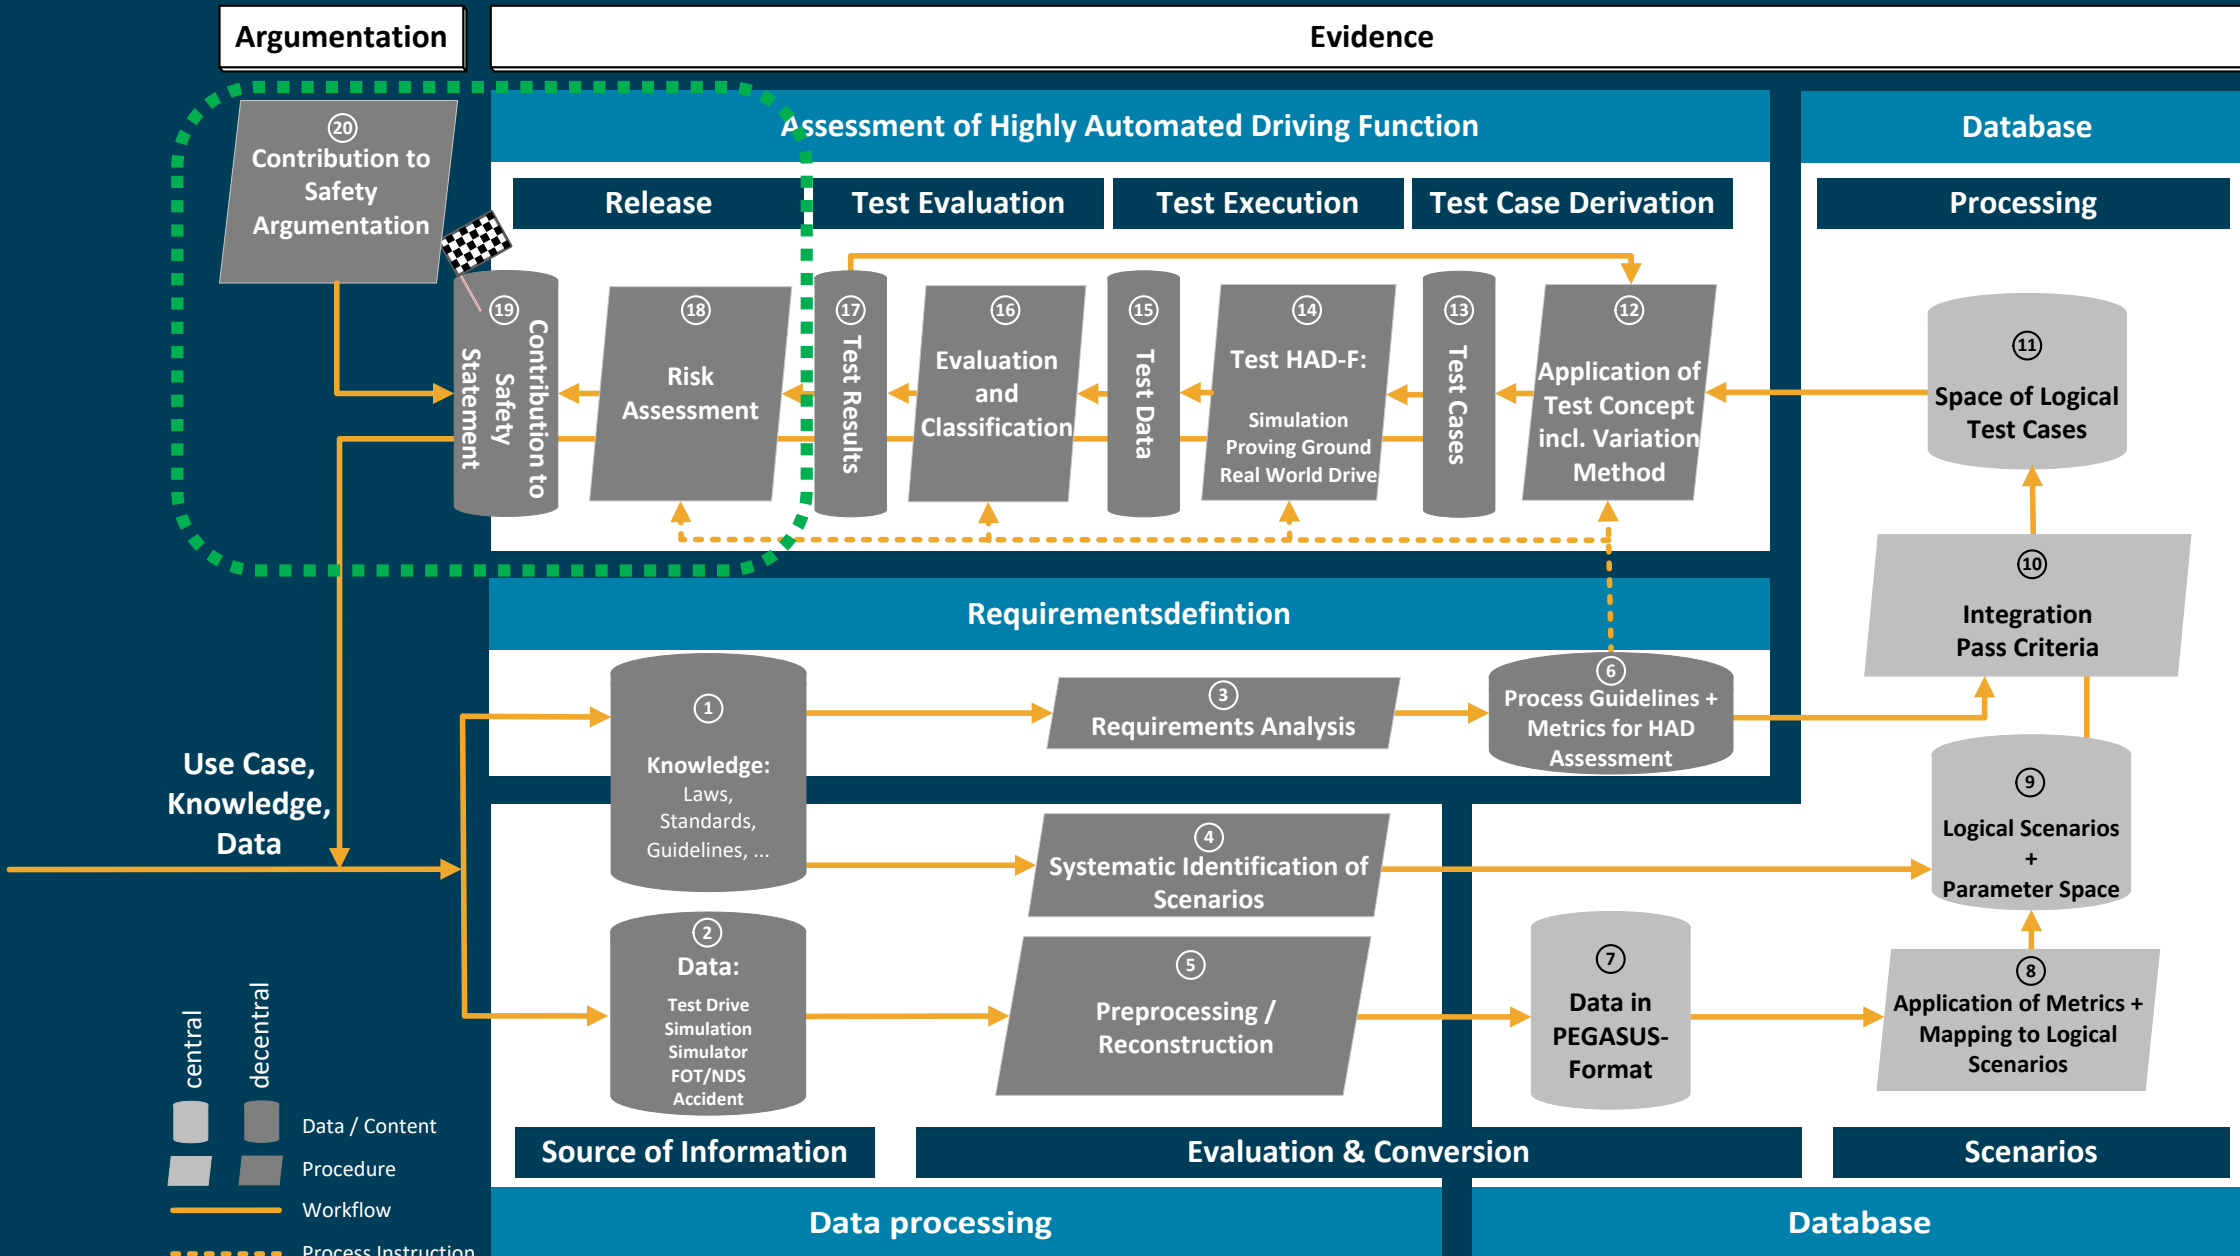 Argumentation
Evidence
Assessment of Highly Automated Driving Function
Database
Release
Test Evaluation
Test Execution
Test Case Derivation
Processing
20
Contribution to
Safety
Argumentation
19
Contribution to
Safety
Statement
18
Risk
Assessment
17
Test Results
16
Evaluation
and
Classification
15
Test Data
14
Test HAD-F:
Simulation
Proving Ground
Real World Drive
13
Test Cases
12
Application of
Test Concept
incl. Variation
Method
11
Space of Logical
Test Cases
10
Integration
Pass Criteria
Requirementsdefintion
1
Knowledge:
Laws,
Standards,
Guidelines, ...
3
Requirements Analysis
6
Process Guidelines +
Metrics for HAD
Assessment
Use Case,
Knowledge,
Data
4
Systematic Identification of
Scenarios
9
Logical Scenarios
+
Parameter Space
2
Data:
Test Drive
Simulation
Simulator
FOT/NDS
Accident
5
Preprocessing /
Reconstruction
7
Data in
PEGASUS-
Format
8
Application of Metrics +
Mapping to Logical
Scenarios
central
decentral
Data / Content
Procedure
Workflow
Process Instruction
Source of Information
Evaluation & Conversion
Scenarios
Data processing
Database